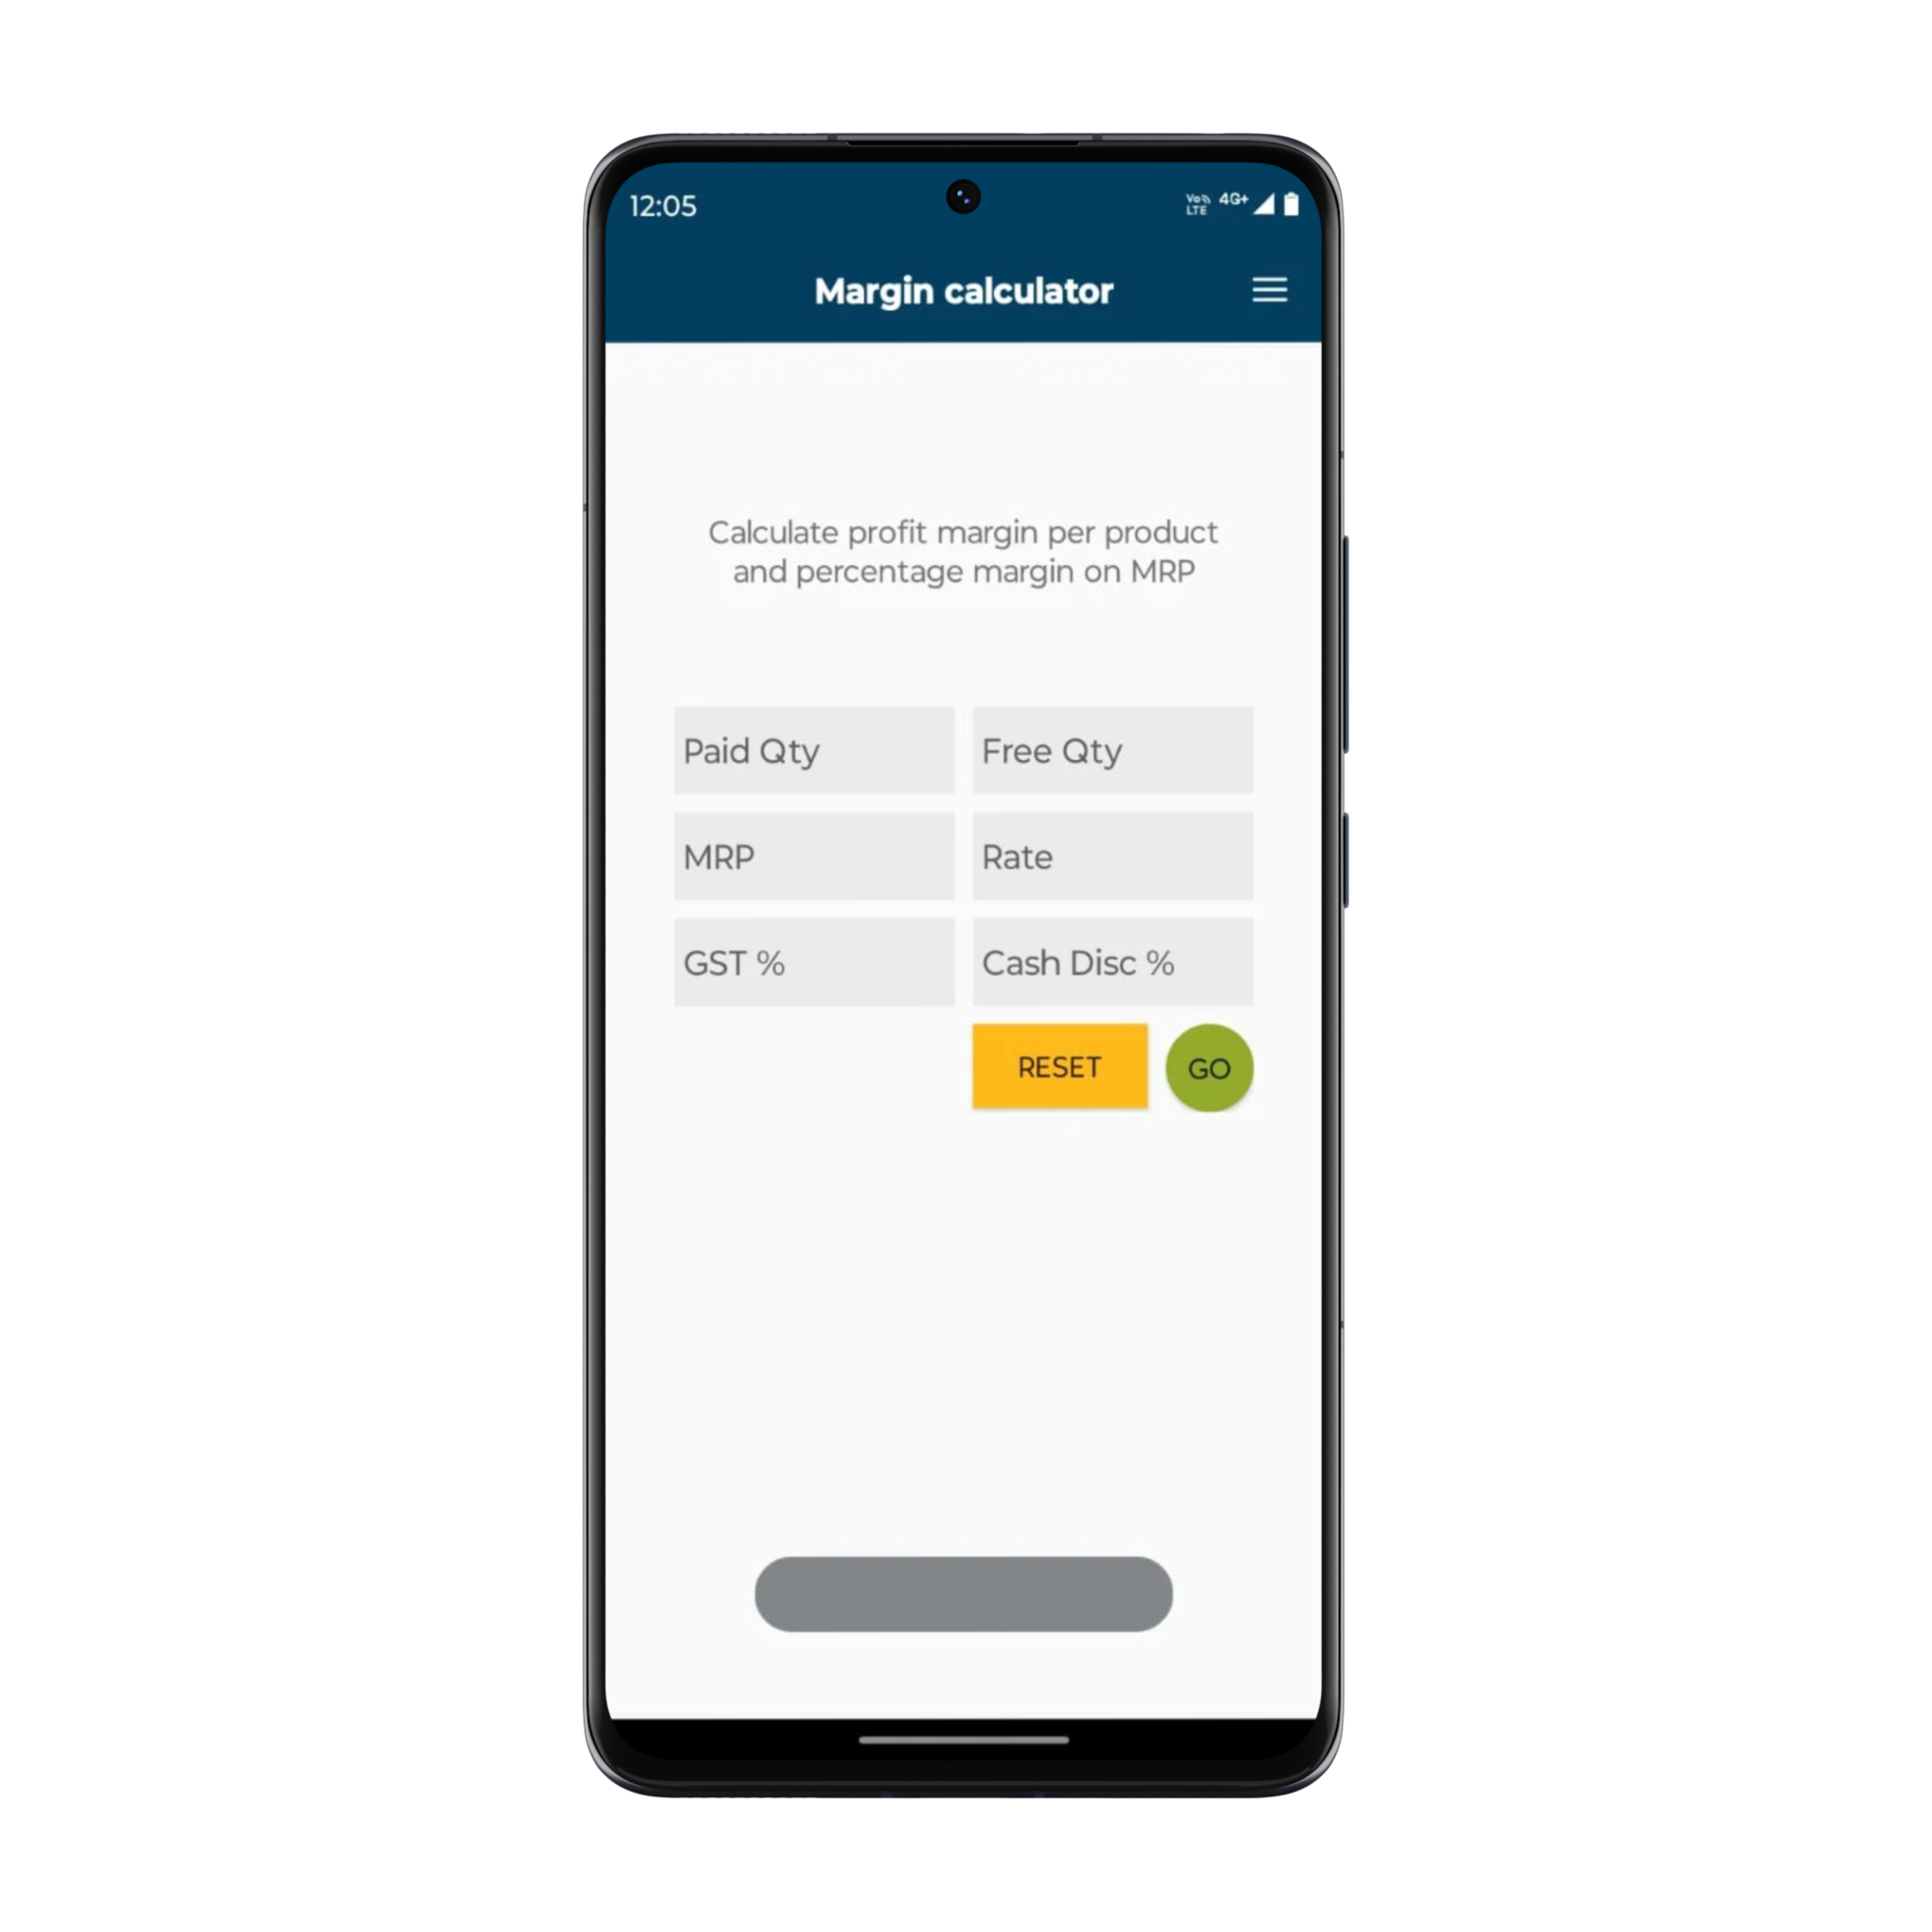 12:05
Vo LTE 4G+
Margin calculator
Calculate profit margin per product
and percentage margin on MRP
Paid Qty
Free Qty
MRP
Rate
GST %
Cash Disc %
RESET
GO